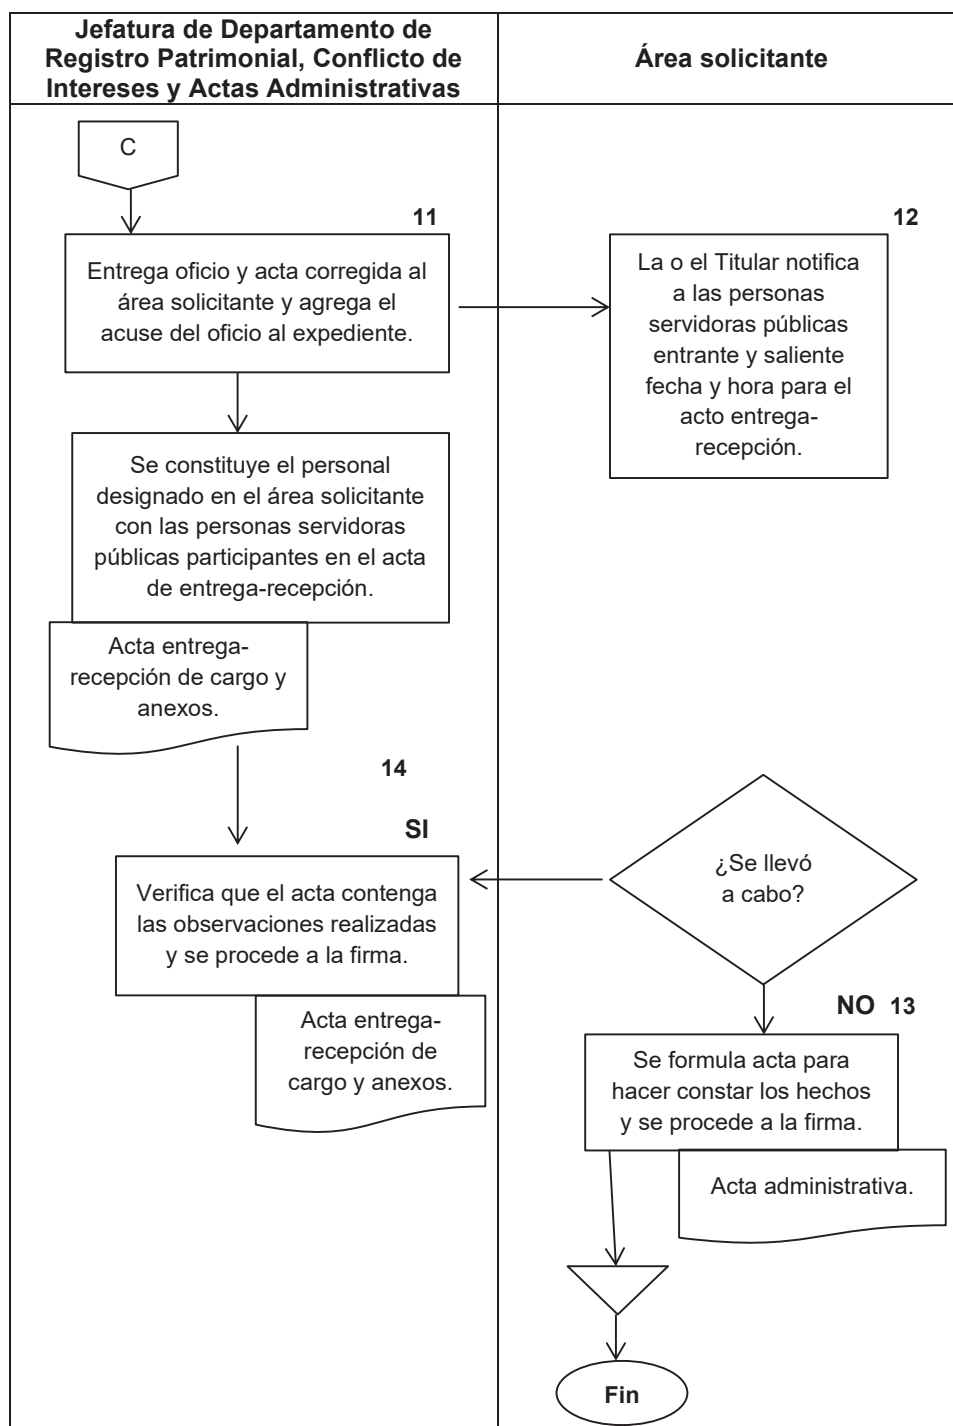 Jefatura de Departamento de
Registro Patrimonial, Conflicto de
Intereses y Actas Administrativas
Área solicitante
C
11
Entrega oficio y acta corregida al
área solicitante y agrega el
acuse del oficio al expediente.
12
La o el Titular notifica
a las personas
servidoras públicas
entrante y saliente
fecha y hora para el
acto entrega-
recepción.
Se constituye el personal
designado en el área solicitante
con las personas servidoras
públicas participantes en el acta
de entrega-recepción.
Acta entrega-
recepción de cargo y
anexos.
14
SI
Verifica que el acta contenga
las observaciones realizadas
y se procede a la firma.
Acta entrega-
recepción de
cargo y anexos.
¿Se llevó
a cabo?
NO 13
Se formula acta para
hacer constar los hechos
y se procede a la firma.
Acta administrativa.
Fin